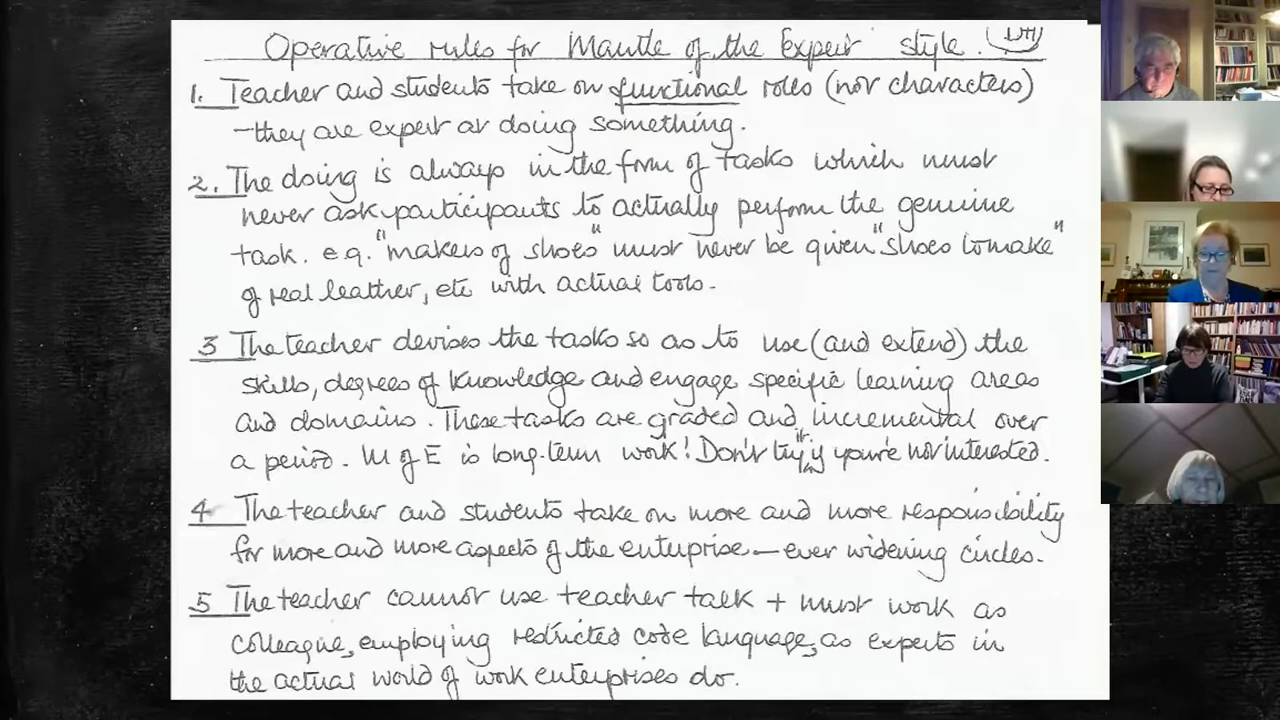 Operative rules for Mantle of the Expert style. DH
1. Teacher and students take on functional roles (not characters)
– they are expert at doing something.
2. The doing is always in the form of tasks which must
never ask participants to actually perform the genuine
task. e.g. "makers of shoes" must never be given "shoes to make"
of real leather, etc with actual tools.
3 The teacher devises the tasks so as to use (and extend) the
skills, degrees of knowledge and engage specific learning areas
and domains. These tasks are graded and incremental over
a period. M of E is long-term work! Don't try "it" if you're not interested.
4 The teacher and students take on more and more responsibility
for more and more aspects of the enterprise – ever widening circles.
5 The teacher cannot use teacher talk + must work as
colleague, employing restricted code language, as experts in
the actual world of work enterprises do.